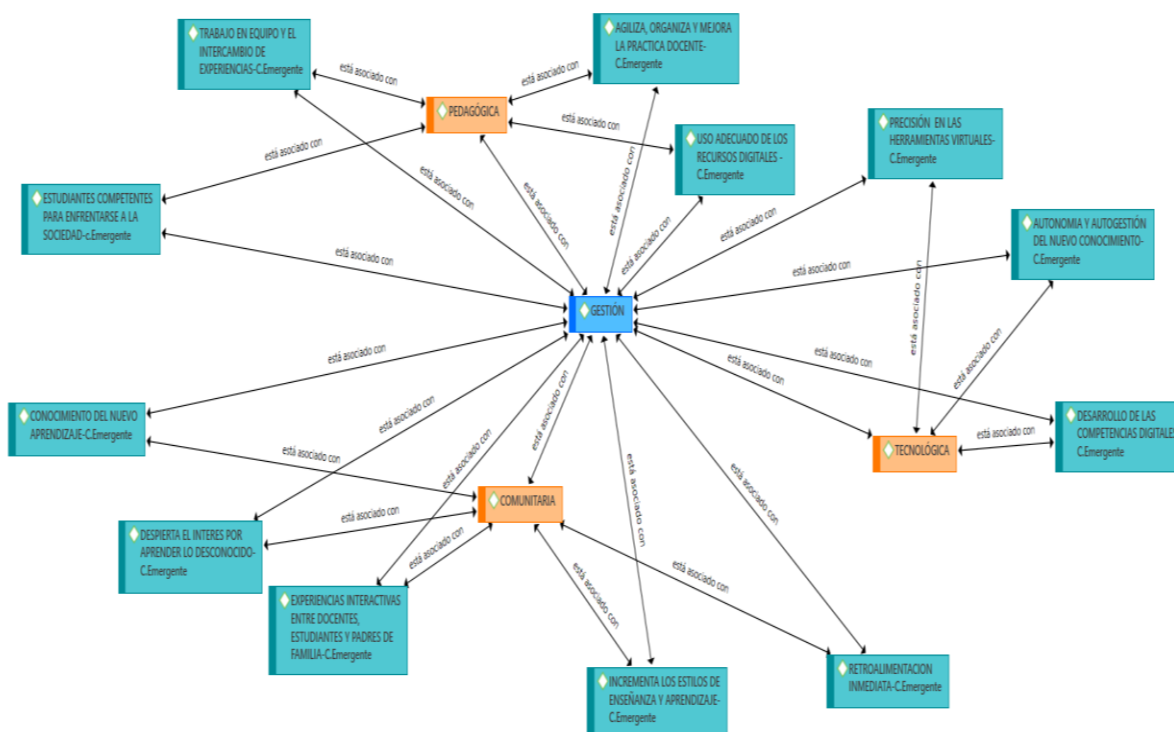 TRABAJO EN EQUIPO Y EL
INTERCAMBIO DE
EXPERIENCIAS-C.Emergente
AGILIZA, ORGANIZA Y MEJORA
LA PRACTICA DOCENTE-
C.Emergente
está asociado con
está asociado con
PEDAGÓGICA
está asociado con
USO ADECUADO DE LOS
RECURSOS DIGITALES -
C.Emergente
PRECISIÓN EN LAS
HERRAMIENTAS VIRTUALES-
C.Emergente
está asociado con
está asociado con
está asociado con
está asociado con
está asociado con
está asociado con
ESTUDIANTES COMPETENTES
PARA ENFRENTARSE A LA
SOCIEDAD-c.Emergente
AUTONOMIA Y AUTOGESTIÓN
DEL NUEVO CONOCIMIENTO-
C.Emergente
está asociado con
está asociado con
está asociado con
GESTIÓN
está asociado con
está asociado con
está asociado con
está asociado con
está asociado con
CONOCIMIENTO DEL NUEVO
APRENDIZAJE-C.Emergente
está asociado con
está asociado con
DESARROLLO DE LAS
COMPETENCIAS DIGITALES
C.Emergente
está asociado con
TECNOLÓGICA
está asociado con
está asociado con
está asociado con
está asociado con
COMUNITARIA
está asociado con
DESPIERTA EL INTERES POR
APRENDER LO DESCONOCIDO-
C.Emergente
está asociado con
está asociado con
está asociado con
EXPERIENCIAS INTERACTIVAS
ENTRE DOCENTES,
ESTUDIANTES Y PADRES DE
FAMILIA-C.Emergente
INCREMENTA LOS ESTILOS DE
ENSEÑANZA Y APRENDIZAJE-
C.Emergente
RETROALIMENTACION
INMEDIATA-C.Emergente